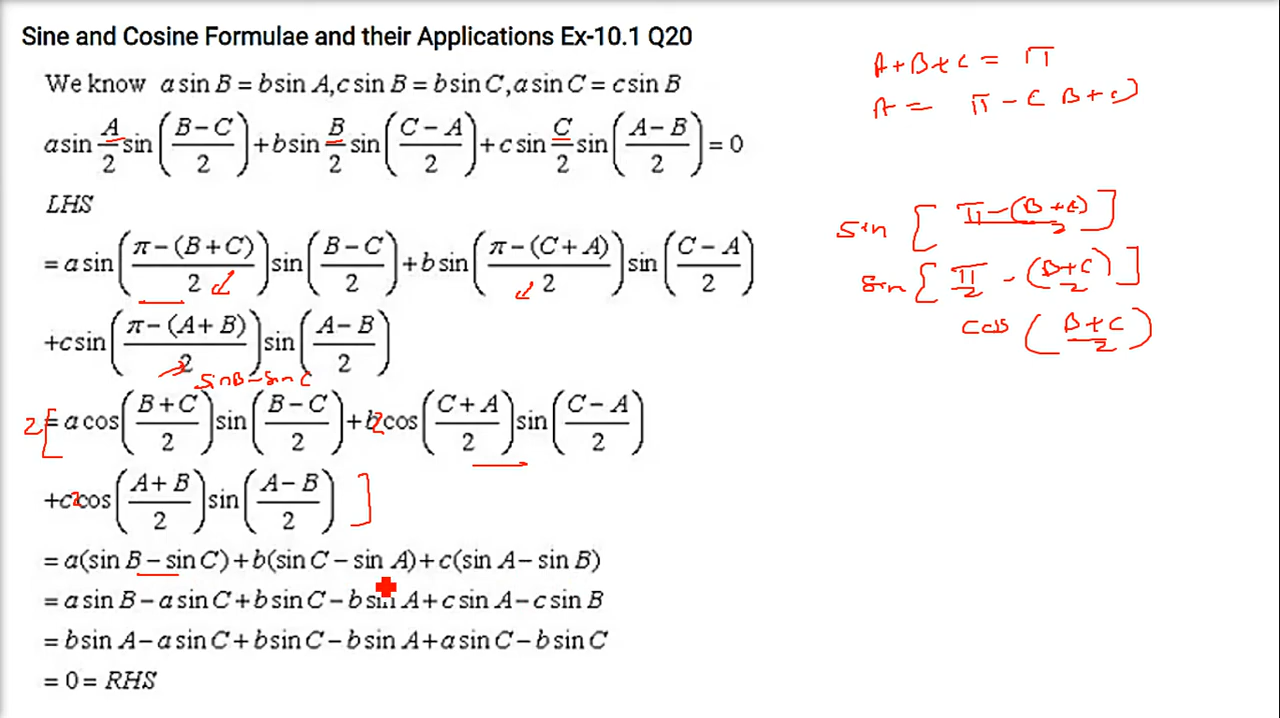 Sine and Cosine Formulae and their Applications Ex-10.1 Q20
We know a sin B = b sin A, c sin B = b sin C, a sin C = c sin B
a sin A/2 sin((B − C)/2) + b sin B/2 sin((C − A)/2) + c sin C/2 sin((A − B)/2) = 0
LHS
= a sin((π − (B + C))/2) sin((B − C)/2) + b sin((π − (C + A))/2) sin((C − A)/2)
+c sin((π − (A + B))/2) sin((A − B)/2)
sinB − sin C
2[ = a cos((B + C)/2) sin((B − C)/2) + b 2 cos((C + A)/2) sin((C − A)/2)
+c 2 cos((A + B)/2) sin((A − B)/2) ]
= a(sin B − sin C) + b(sin C − sin A) + c(sin A − sin B)
= a sin B − a sin C + b sin C − b sin A + c sin A − c sin B
= b sin A − a sin C + b sin C − b sin A + a sin C − b sin C
= 0 = RHS
A+B+C = π
A = π − ( B+C)
sin [ (π − (B+C))/2 ]
sin [ π/2 − (B+C)/2 ]
cos ( (B+C)/2 )